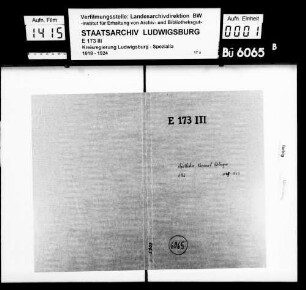 Aufn. Film
1415
Verfilmungsstelle: Landesarchivdirektion BW
-Institut für Erhaltung von Archiv- und Bibliotheksgut-
STAATSARCHIV LUDWIGSBURG
E 173 III
Kreisregierung Ludwigsburg - Spezialia
1818 - 1924
Aufn. Einheit
0001
Bü 6065
B
E 173 III
6065